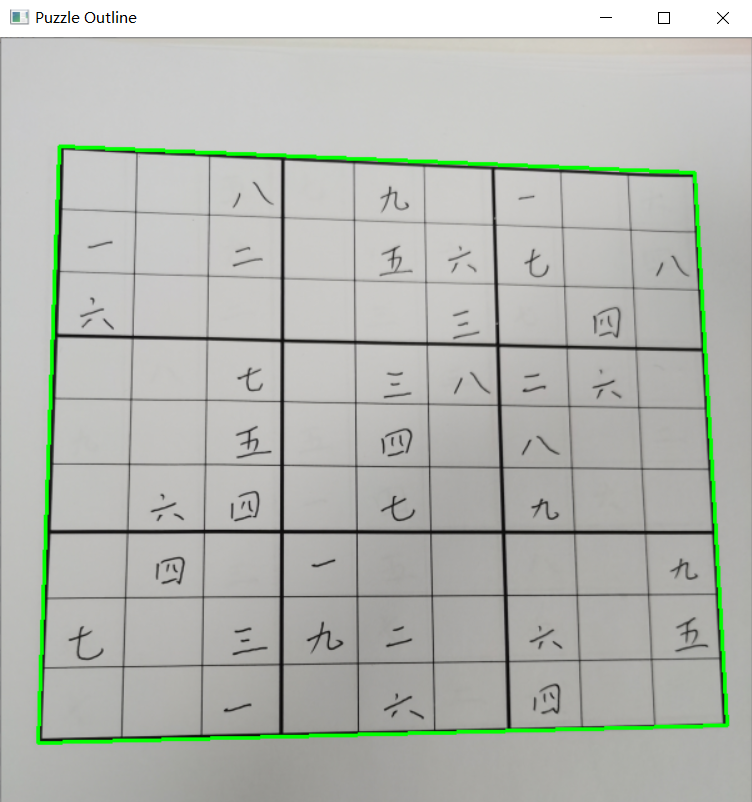 Puzzle Outline
八 九 一
一 二 五 六 七 八
六 三 四
七 三 八 二 六
五 四 八
六 四 七 九
四 一 九
七 三 九 二 六 五
一 六 四